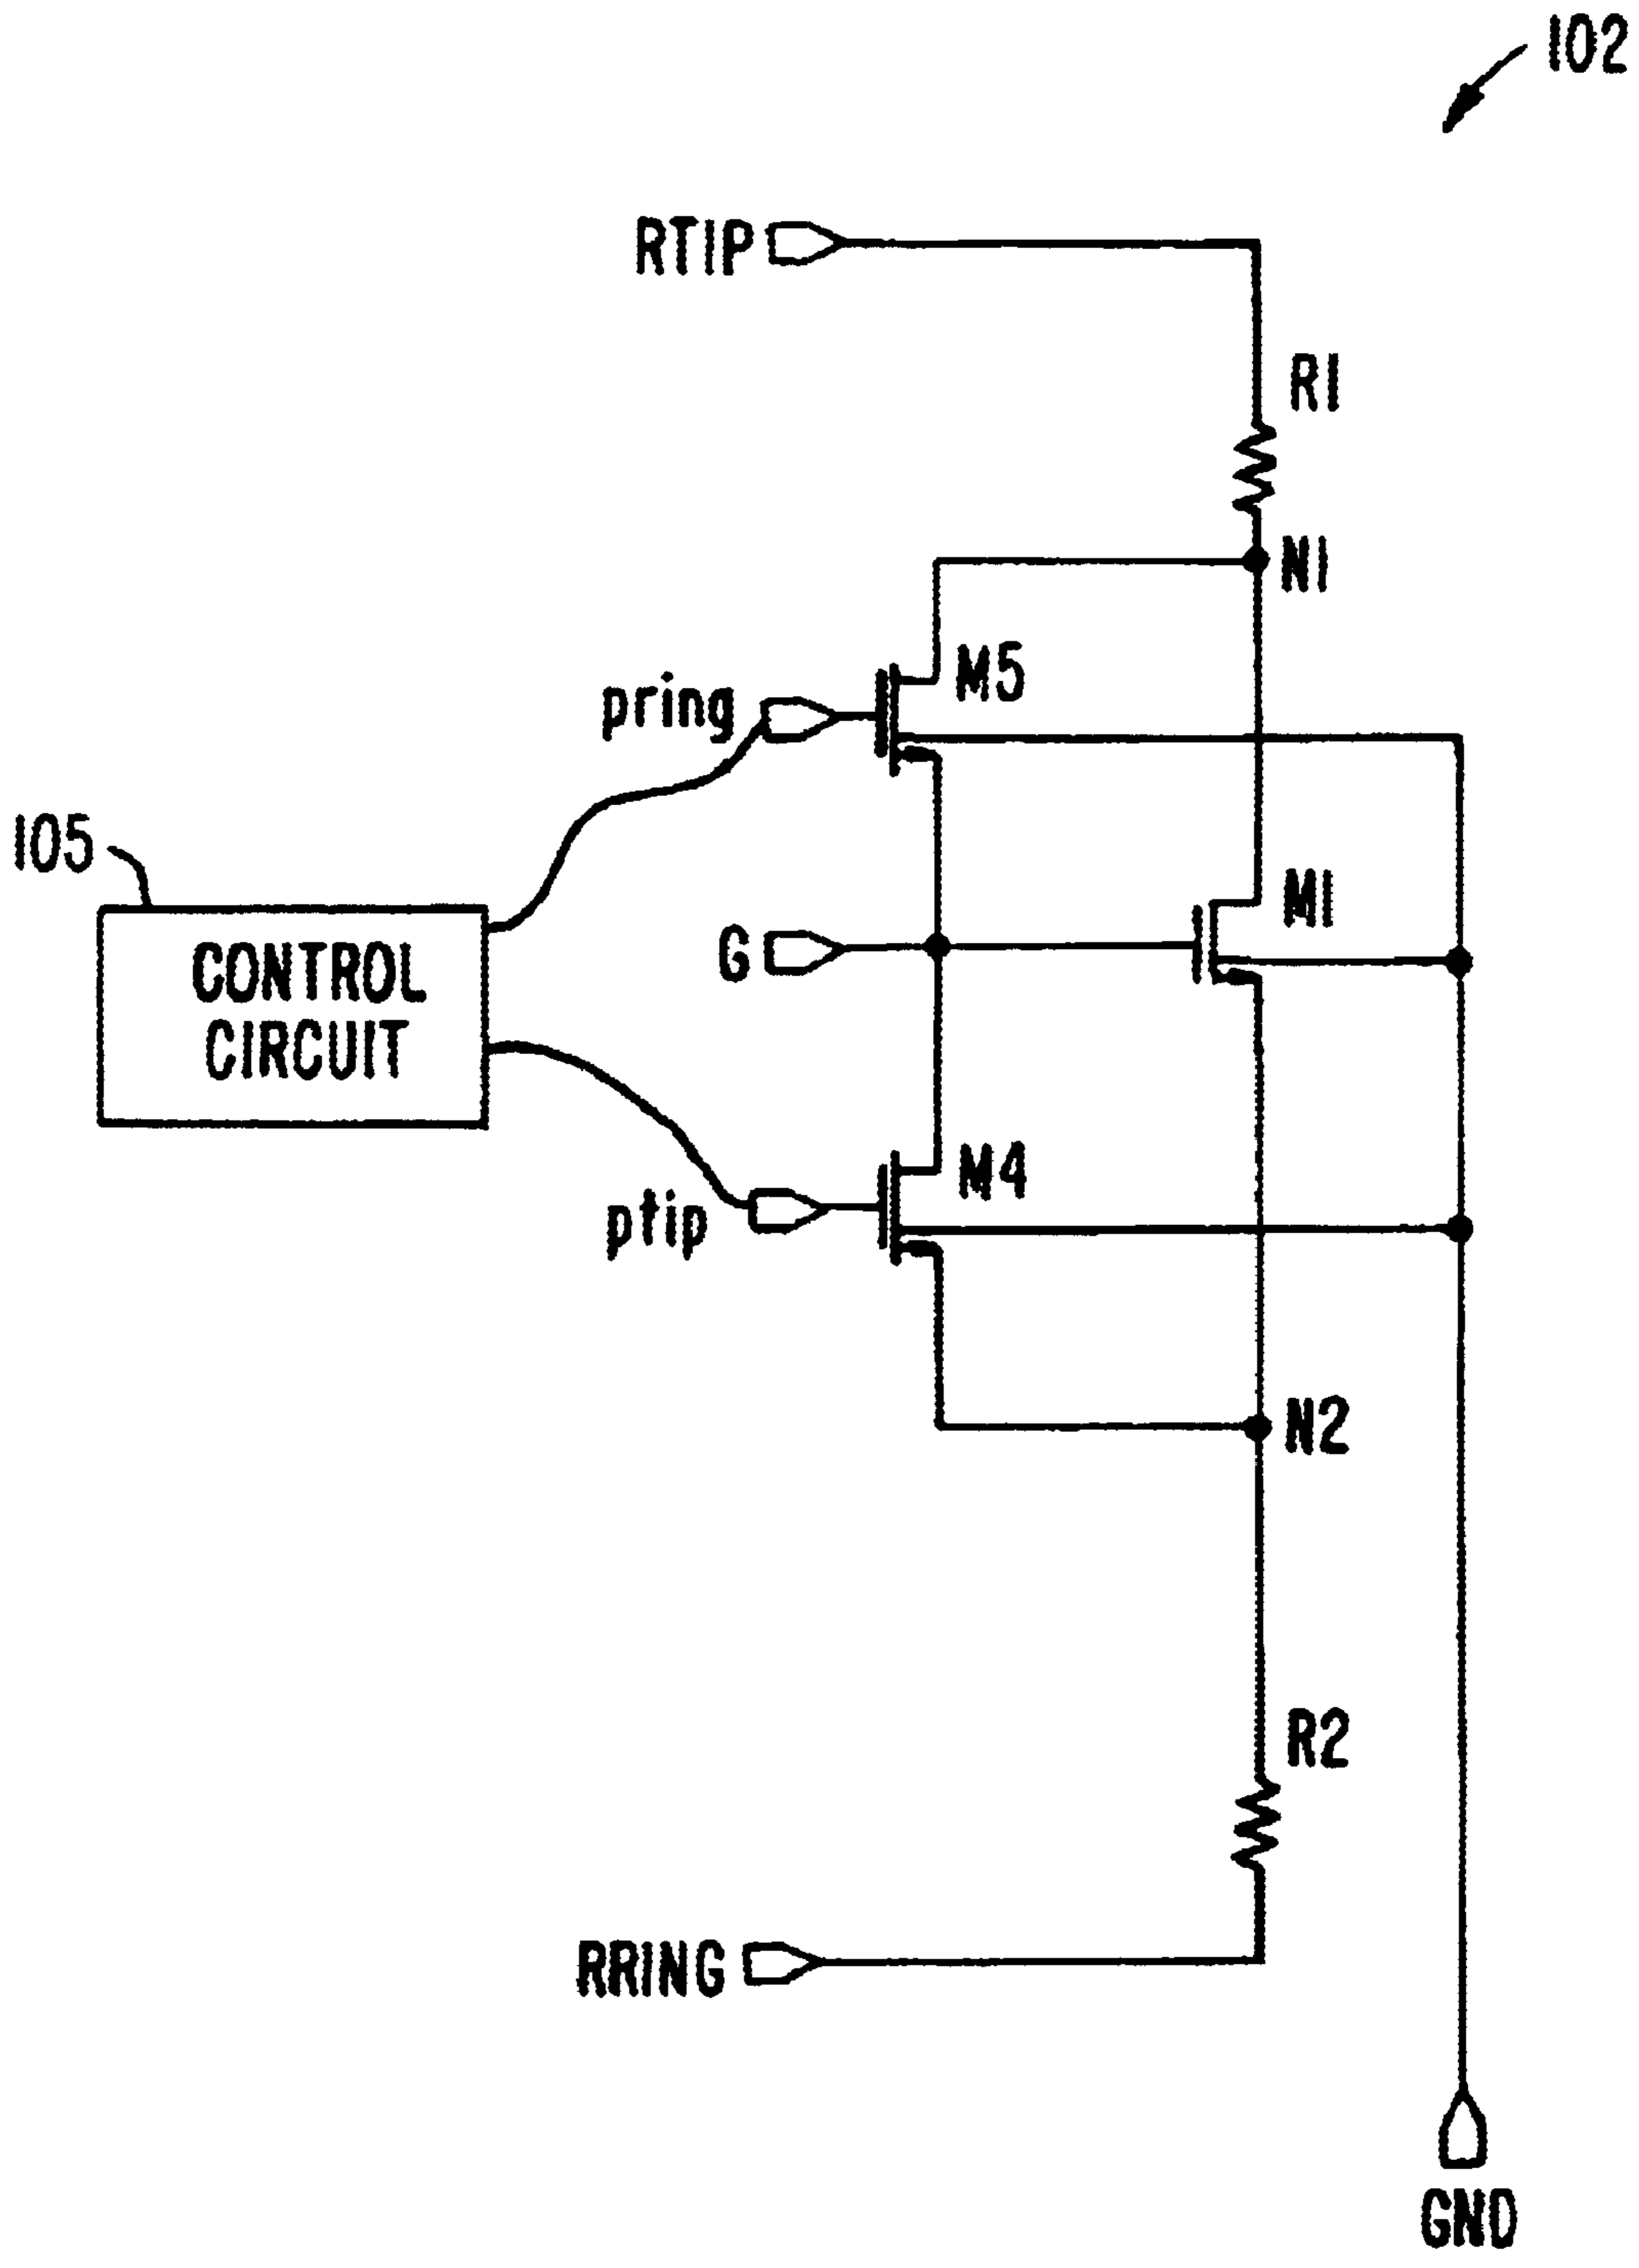 102
RTIP
R1
N1
M5
pring
105
M1
G
CONTROL
CIRCUIT
M4
ptip
N2
R2
RRING
GND